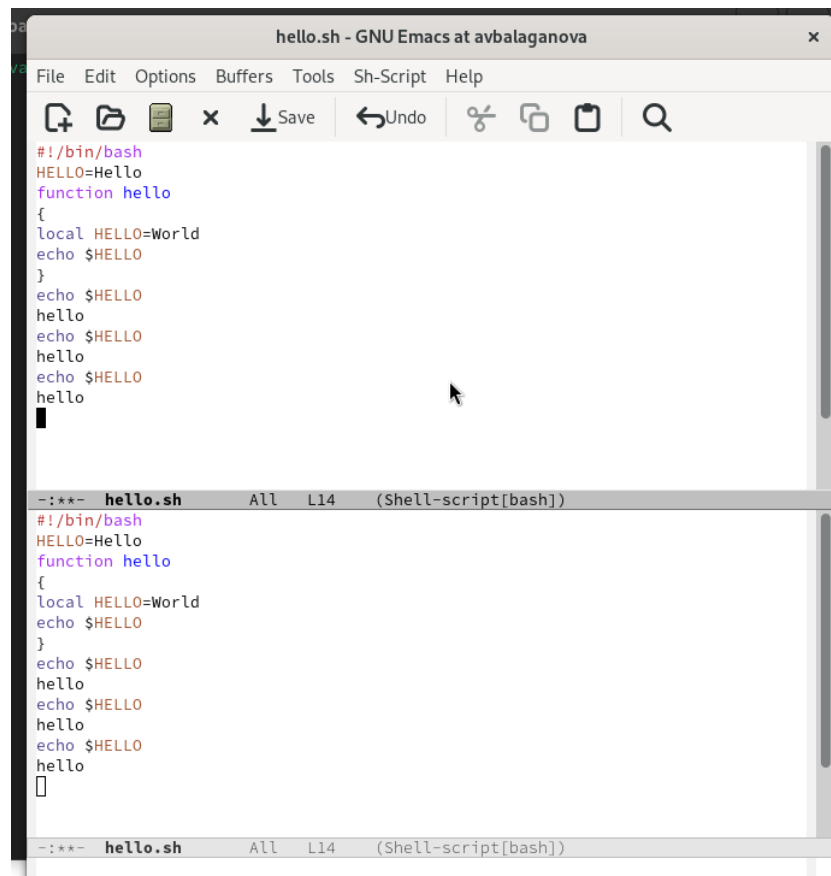 hello.sh - GNU Emacs at avbalaganova
File Edit Options Buffers Tools Sh-Script Help
Save Undo
#!/bin/bash
HELLO=Hello
function hello
{
local HELLO=World
echo $HELLO
}
echo $HELLO
hello
echo $HELLO
hello
echo $HELLO
hello
-:**- hello.sh All L14 (Shell-script[bash])
#!/bin/bash
HELLO=Hello
function hello
{
local HELLO=World
echo $HELLO
}
echo $HELLO
hello
echo $HELLO
hello
echo $HELLO
hello
-:**- hello.sh All L14 (Shell-script[bash])